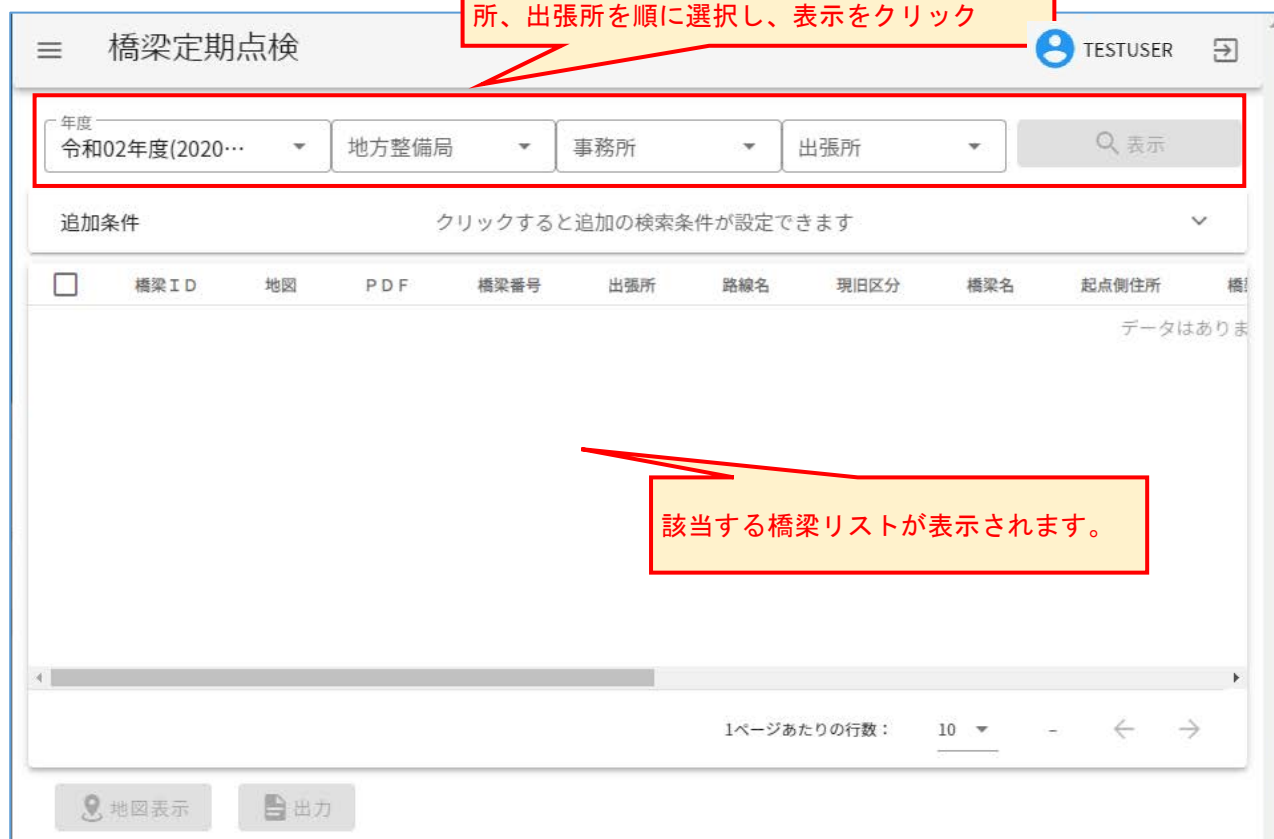 所、出張所を順に選択し、表示をクリック
橋梁定期点検
TESTUSER
年度
令和02年度(2020… 地方整備局 事務所 出張所 表示
追加条件 クリックすると追加の検索条件が設定できます
橋梁ID 地図 PDF 橋梁番号 出張所 路線名 現旧区分 橋梁名 起点側住所 橋
データはありま
該当する橋梁リストが表示されます。
1ページあたりの行数: 10 –
地図表示 出力